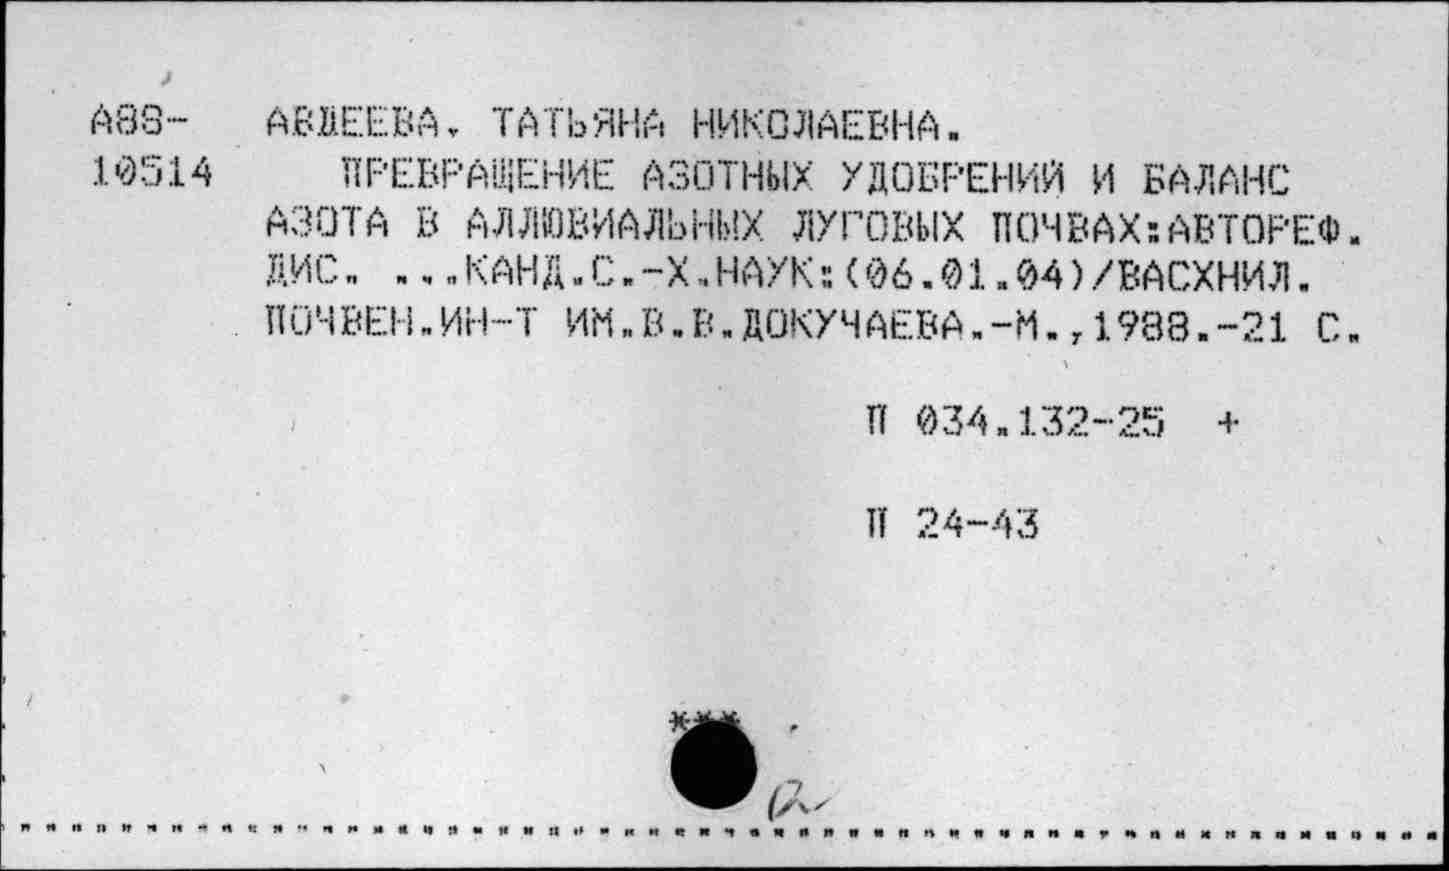 А88-    АВДЕЕВА, ТАТЬЯНА НИКОЛАЕВНА.
10514    ПРЕВРАЩЕНИЕ АЗОТНЫХ УДОБРЕНИЙ И БАЛАНС
АЗОТА В АЛЛЮВИАЛЬНЫХ ЛУГОВЫХ ПОЧВАХ:АВТОРЕФ.
ДИС. ...КАНД.С.-Х.НАУК:(06.01.04)/ВАСХНИЛ.
ПОЧВЕН.ИН-Т ИМ.В.В.ДОКУЧАЕВА.-М.,1988.-21 С.
П 034.132-25  +
П 24-43
***